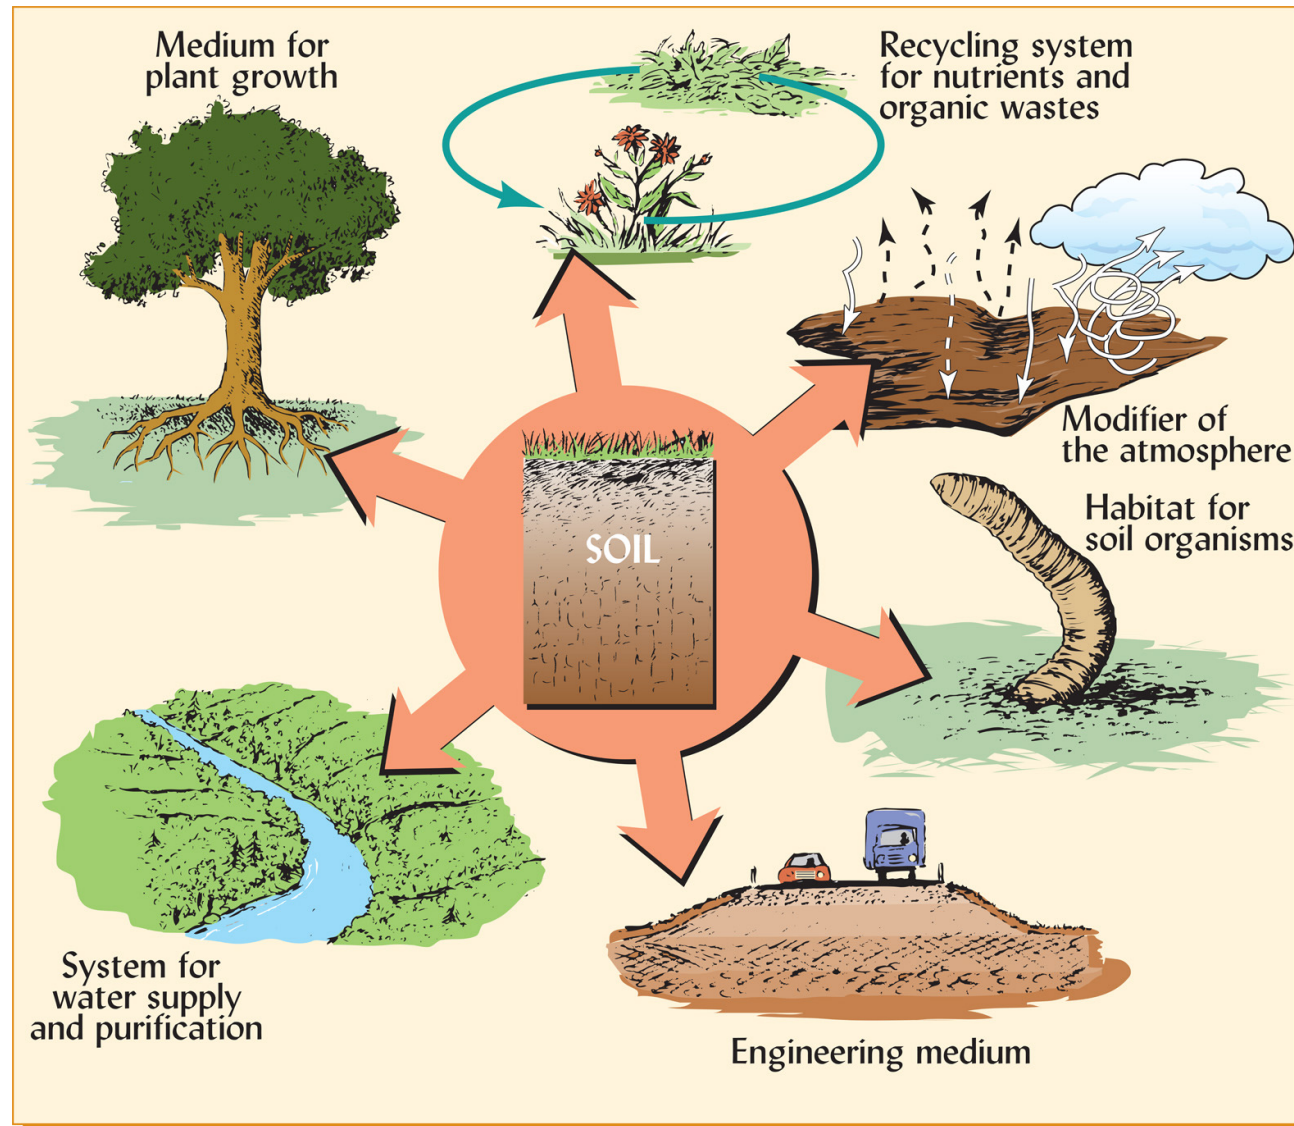 Medium for
plant growth
Recycling system
for nutrients and
organic wastes
Modifier of
the atmosphere
Habitat for
soil organisms
SOIL
System for
water supply
and purification
Engineering medium